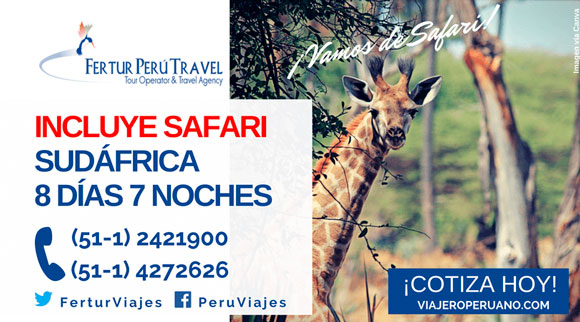 FERTUR PERÚ TRAVEL
Tour Operator & Travel Agency
¡Vamos de Safari!
Imagen vía Canva
INCLUYE SAFARI
SUDÁFRICA
8 DÍAS 7 NOCHES
(51-1) 2421900
(51-1) 4272626
FerturViajes PeruViajes
¡COTIZA HOY!
VIAJEROPERUANO.COM